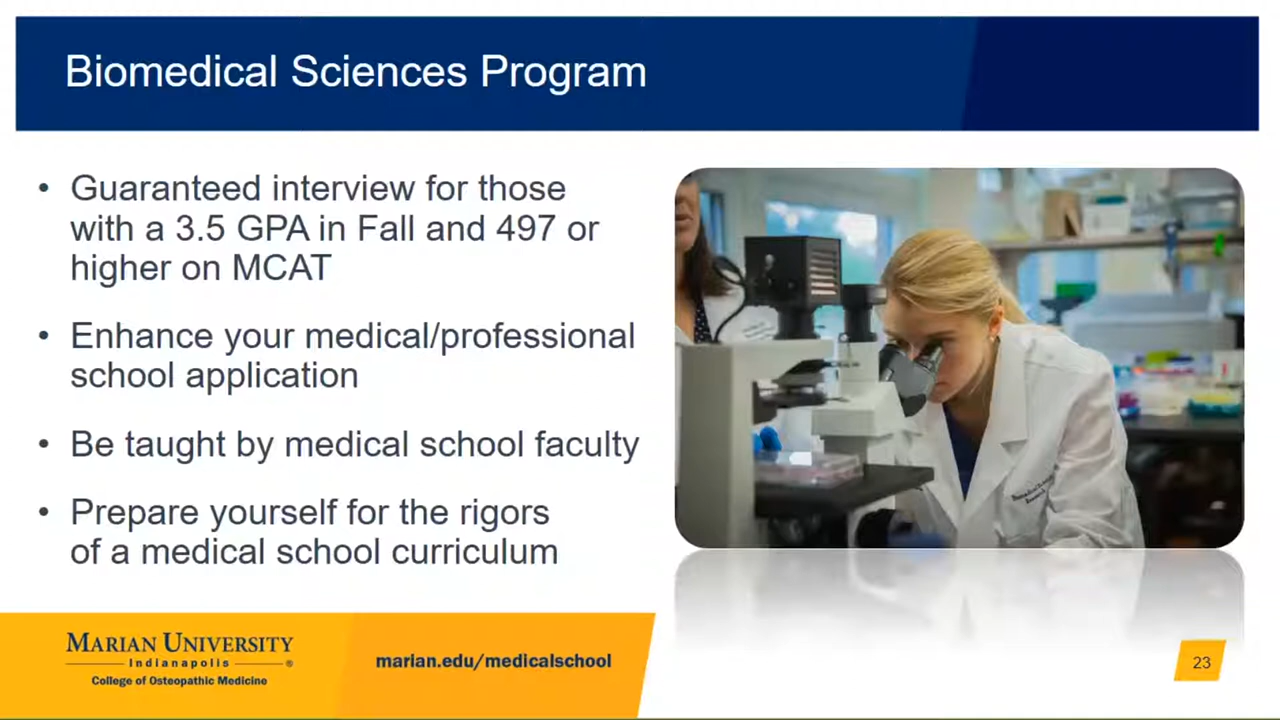 Biomedical Sciences Program
• Guaranteed interview for those
with a 3.5 GPA in Fall and 497 or
higher on MCAT
• Enhance your medical/professional
school application
• Be taught by medical school faculty
• Prepare yourself for the rigors
of a medical school curriculum
MARIAN UNIVERSITY
Indianapolis ®
College of Osteopathic Medicine
marian.edu/medicalschool
23